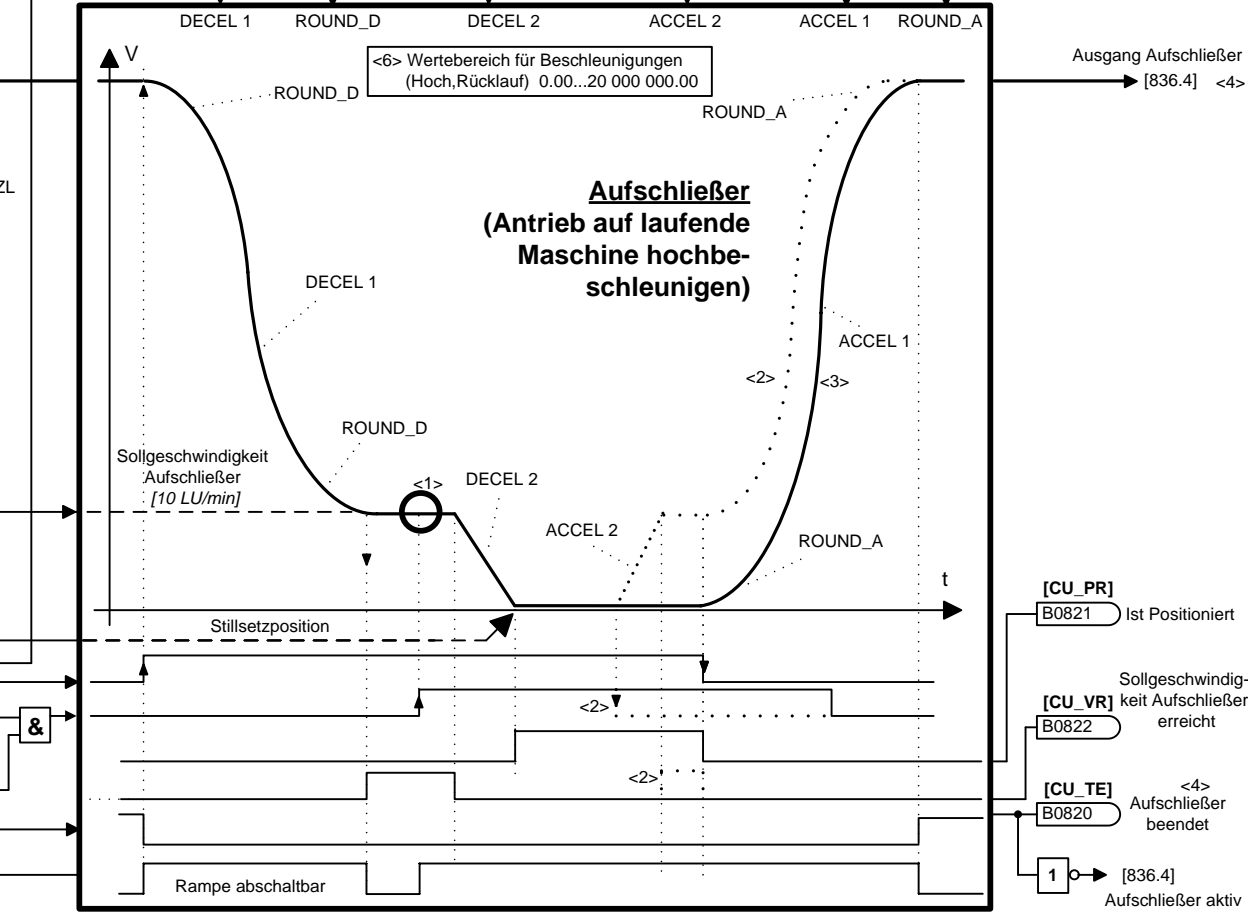 DECEL 1
ROUND_D
DECEL 2
ACCEL 2
ACCEL 1
ROUND_A
V
<6> Wertebereich für Beschleunigungen
(Hoch,Rücklauf) 0.00...20 000 000.00
ROUND_D
ROUND_A
Ausgang Aufschließer
[836.4] <4>
ZL
Aufschließer
(Antrieb auf laufende
Maschine hochbe-
schleunigen)
DECEL 1
ACCEL 1
<2>
<3>
ROUND_D
Sollgeschwindigkeit
Aufschließer
[10 LU/min]
<1>
DECEL 2
ACCEL 2
ROUND_A
t
Stillsetzposition
[CU_PR]
B0821
Ist Positioniert
<2>
&
[CU_VR]
B0822
Sollgeschwindig-
keit Aufschließer
erreicht
<2>
[CU_TE]
B0820
<4>
Aufschließer
beendet
Rampe abschaltbar
1
[836.4]
Aufschließer aktiv